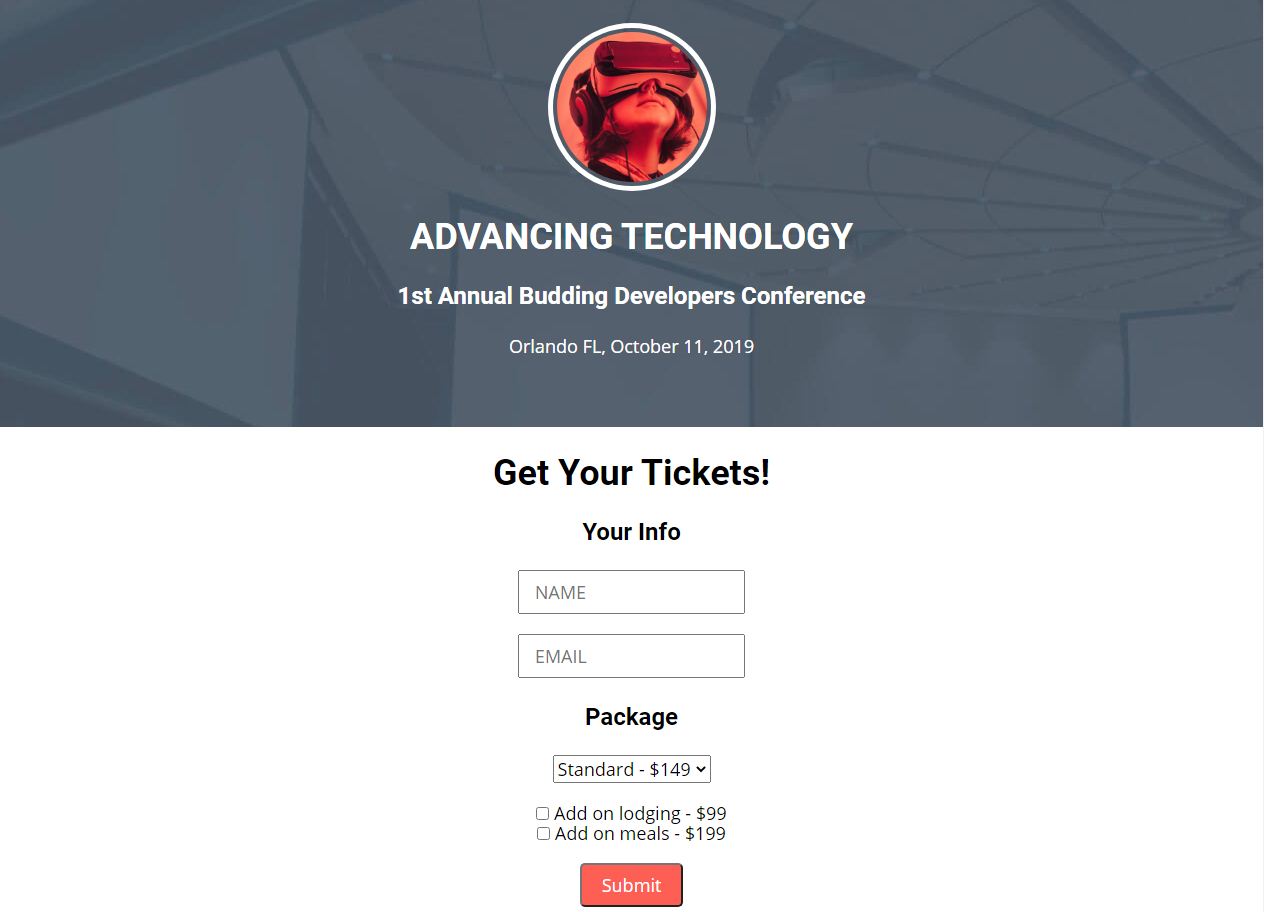 ADVANCING TECHNOLOGY
1st Annual Budding Developers Conference
Orlando FL, October 11, 2019
Get Your Tickets!
Your Info
NAME
EMAIL
Package
Standard - $149
Add on lodging - $99
Add on meals - $199
Submit